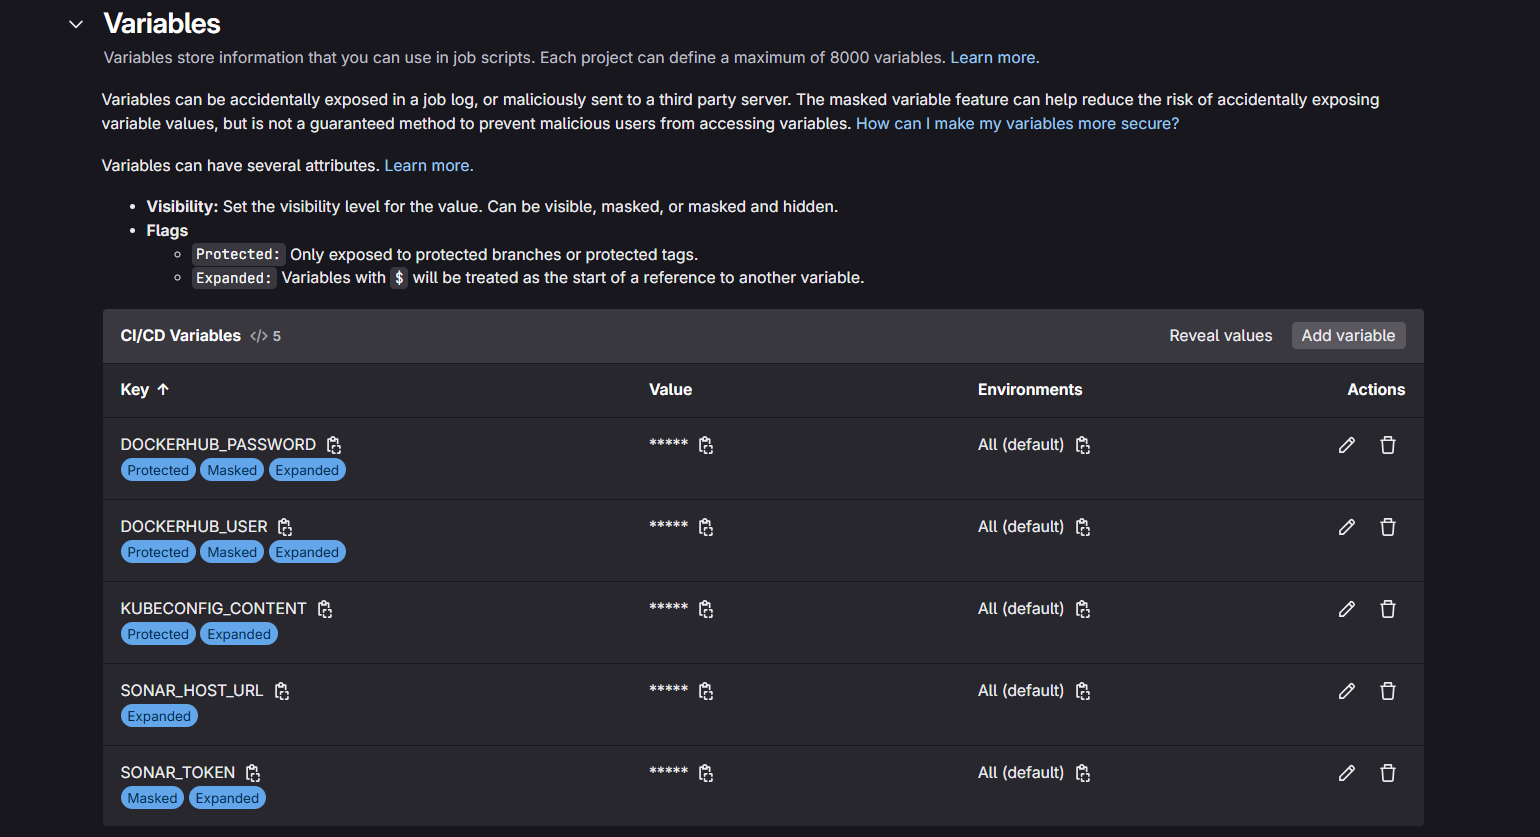 Variables
Variables store information that you can use in job scripts. Each project can define a maximum of 8000 variables. Learn more.
Variables can be accidentally exposed in a job log, or maliciously sent to a third party server. The masked variable feature can help reduce the risk of accidentally exposing
variable values, but is not a guaranteed method to prevent malicious users from accessing variables. How can I make my variables more secure?
Variables can have several attributes. Learn more.
• Visibility: Set the visibility level for the value. Can be visible, masked, or masked and hidden.
• Flags
◦ Protected: Only exposed to protected branches or protected tags.
◦ Expanded: Variables with $ will be treated as the start of a reference to another variable.
CI/CD Variables </> 5 Reveal values Add variable
Key ↑ Value Environments Actions
DOCKERHUB_PASSWORD ***** All (default)
Protected Masked Expanded
DOCKERHUB_USER ***** All (default)
Protected Masked Expanded
KUBECONFIG_CONTENT ***** All (default)
Protected Expanded
SONAR_HOST_URL ***** All (default)
Expanded
SONAR_TOKEN ***** All (default)
Masked Expanded